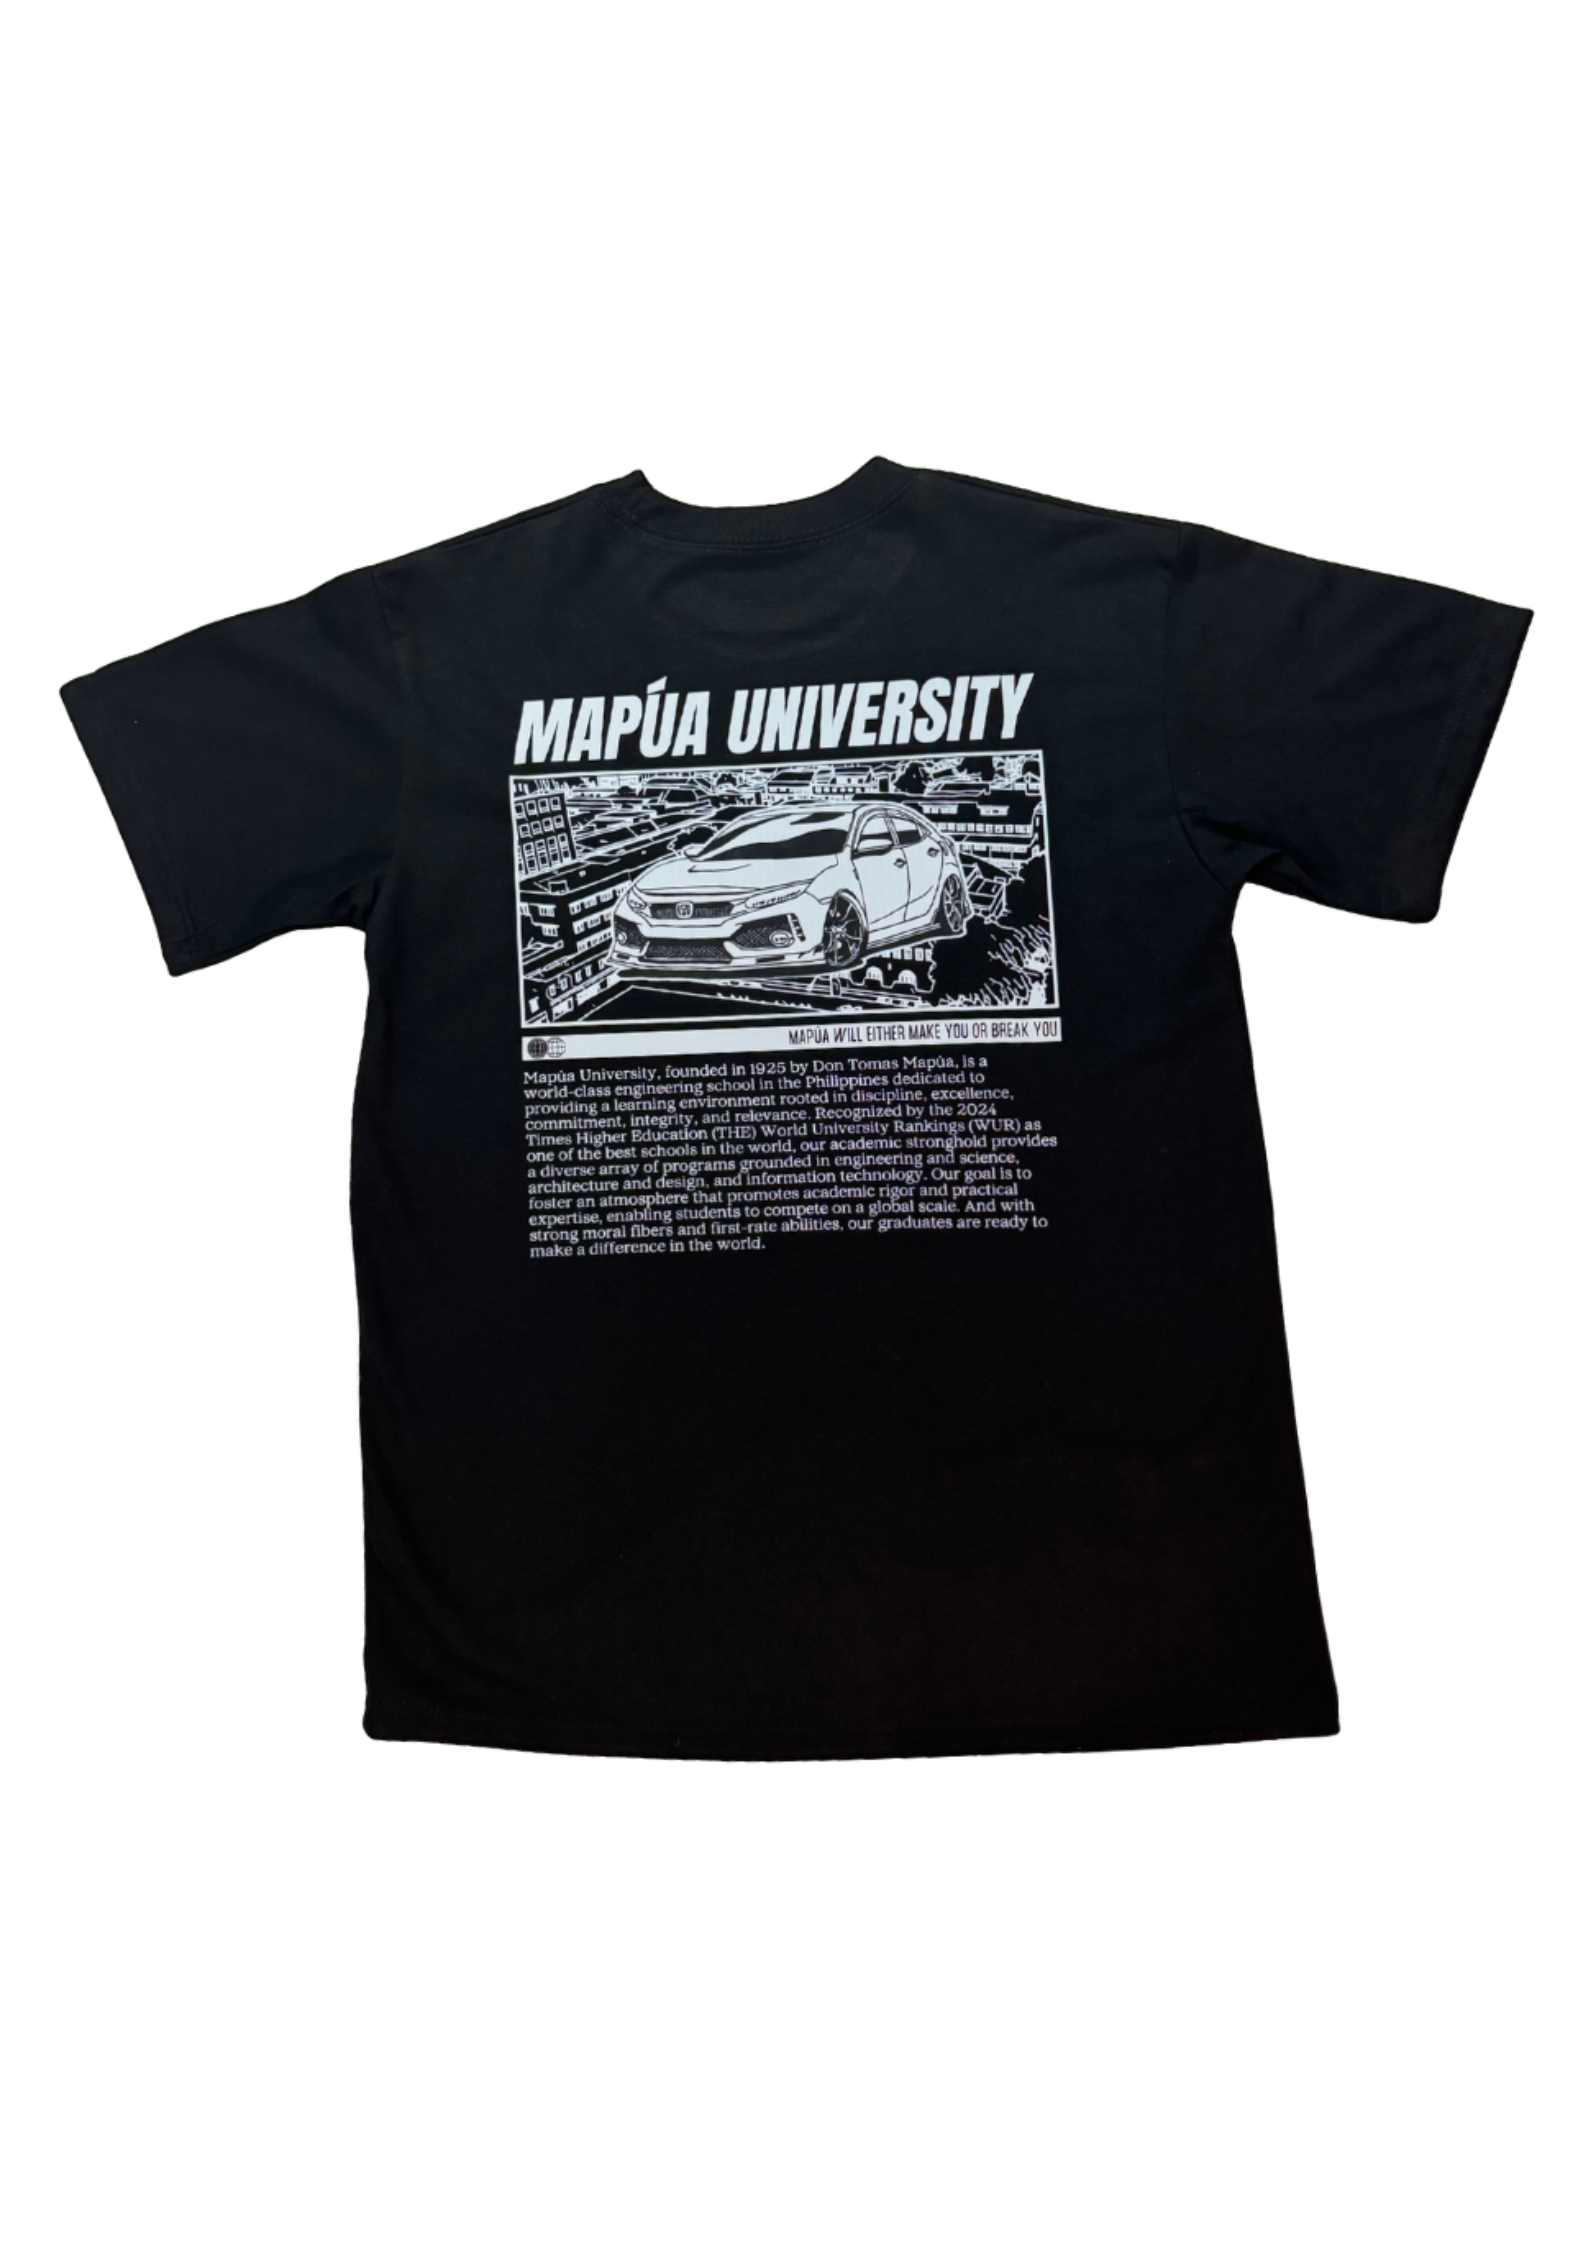 MAPÚA UNIVERSITY
MAPÚA WILL EITHER MAKE YOU OR BREAK YOU
Mapúa University, founded in 1925 by Don Tomas Mapúa, is a
world-class engineering school in the Philippines dedicated to
providing a learning environment rooted in discipline, excellence,
commitment, integrity, and relevance. Recognized by the 2024
Times Higher Education (THE) World University Rankings (WUR) as
one of the best schools in the world, our academic stronghold provides
a diverse array of programs grounded in engineering and science,
architecture and design, and information technology. Our goal is to
foster an atmosphere that promotes academic rigor and practical
expertise, enabling students to compete on a global scale. And with
strong moral fibers and first-rate abilities, our graduates are ready to
make a difference in the world.